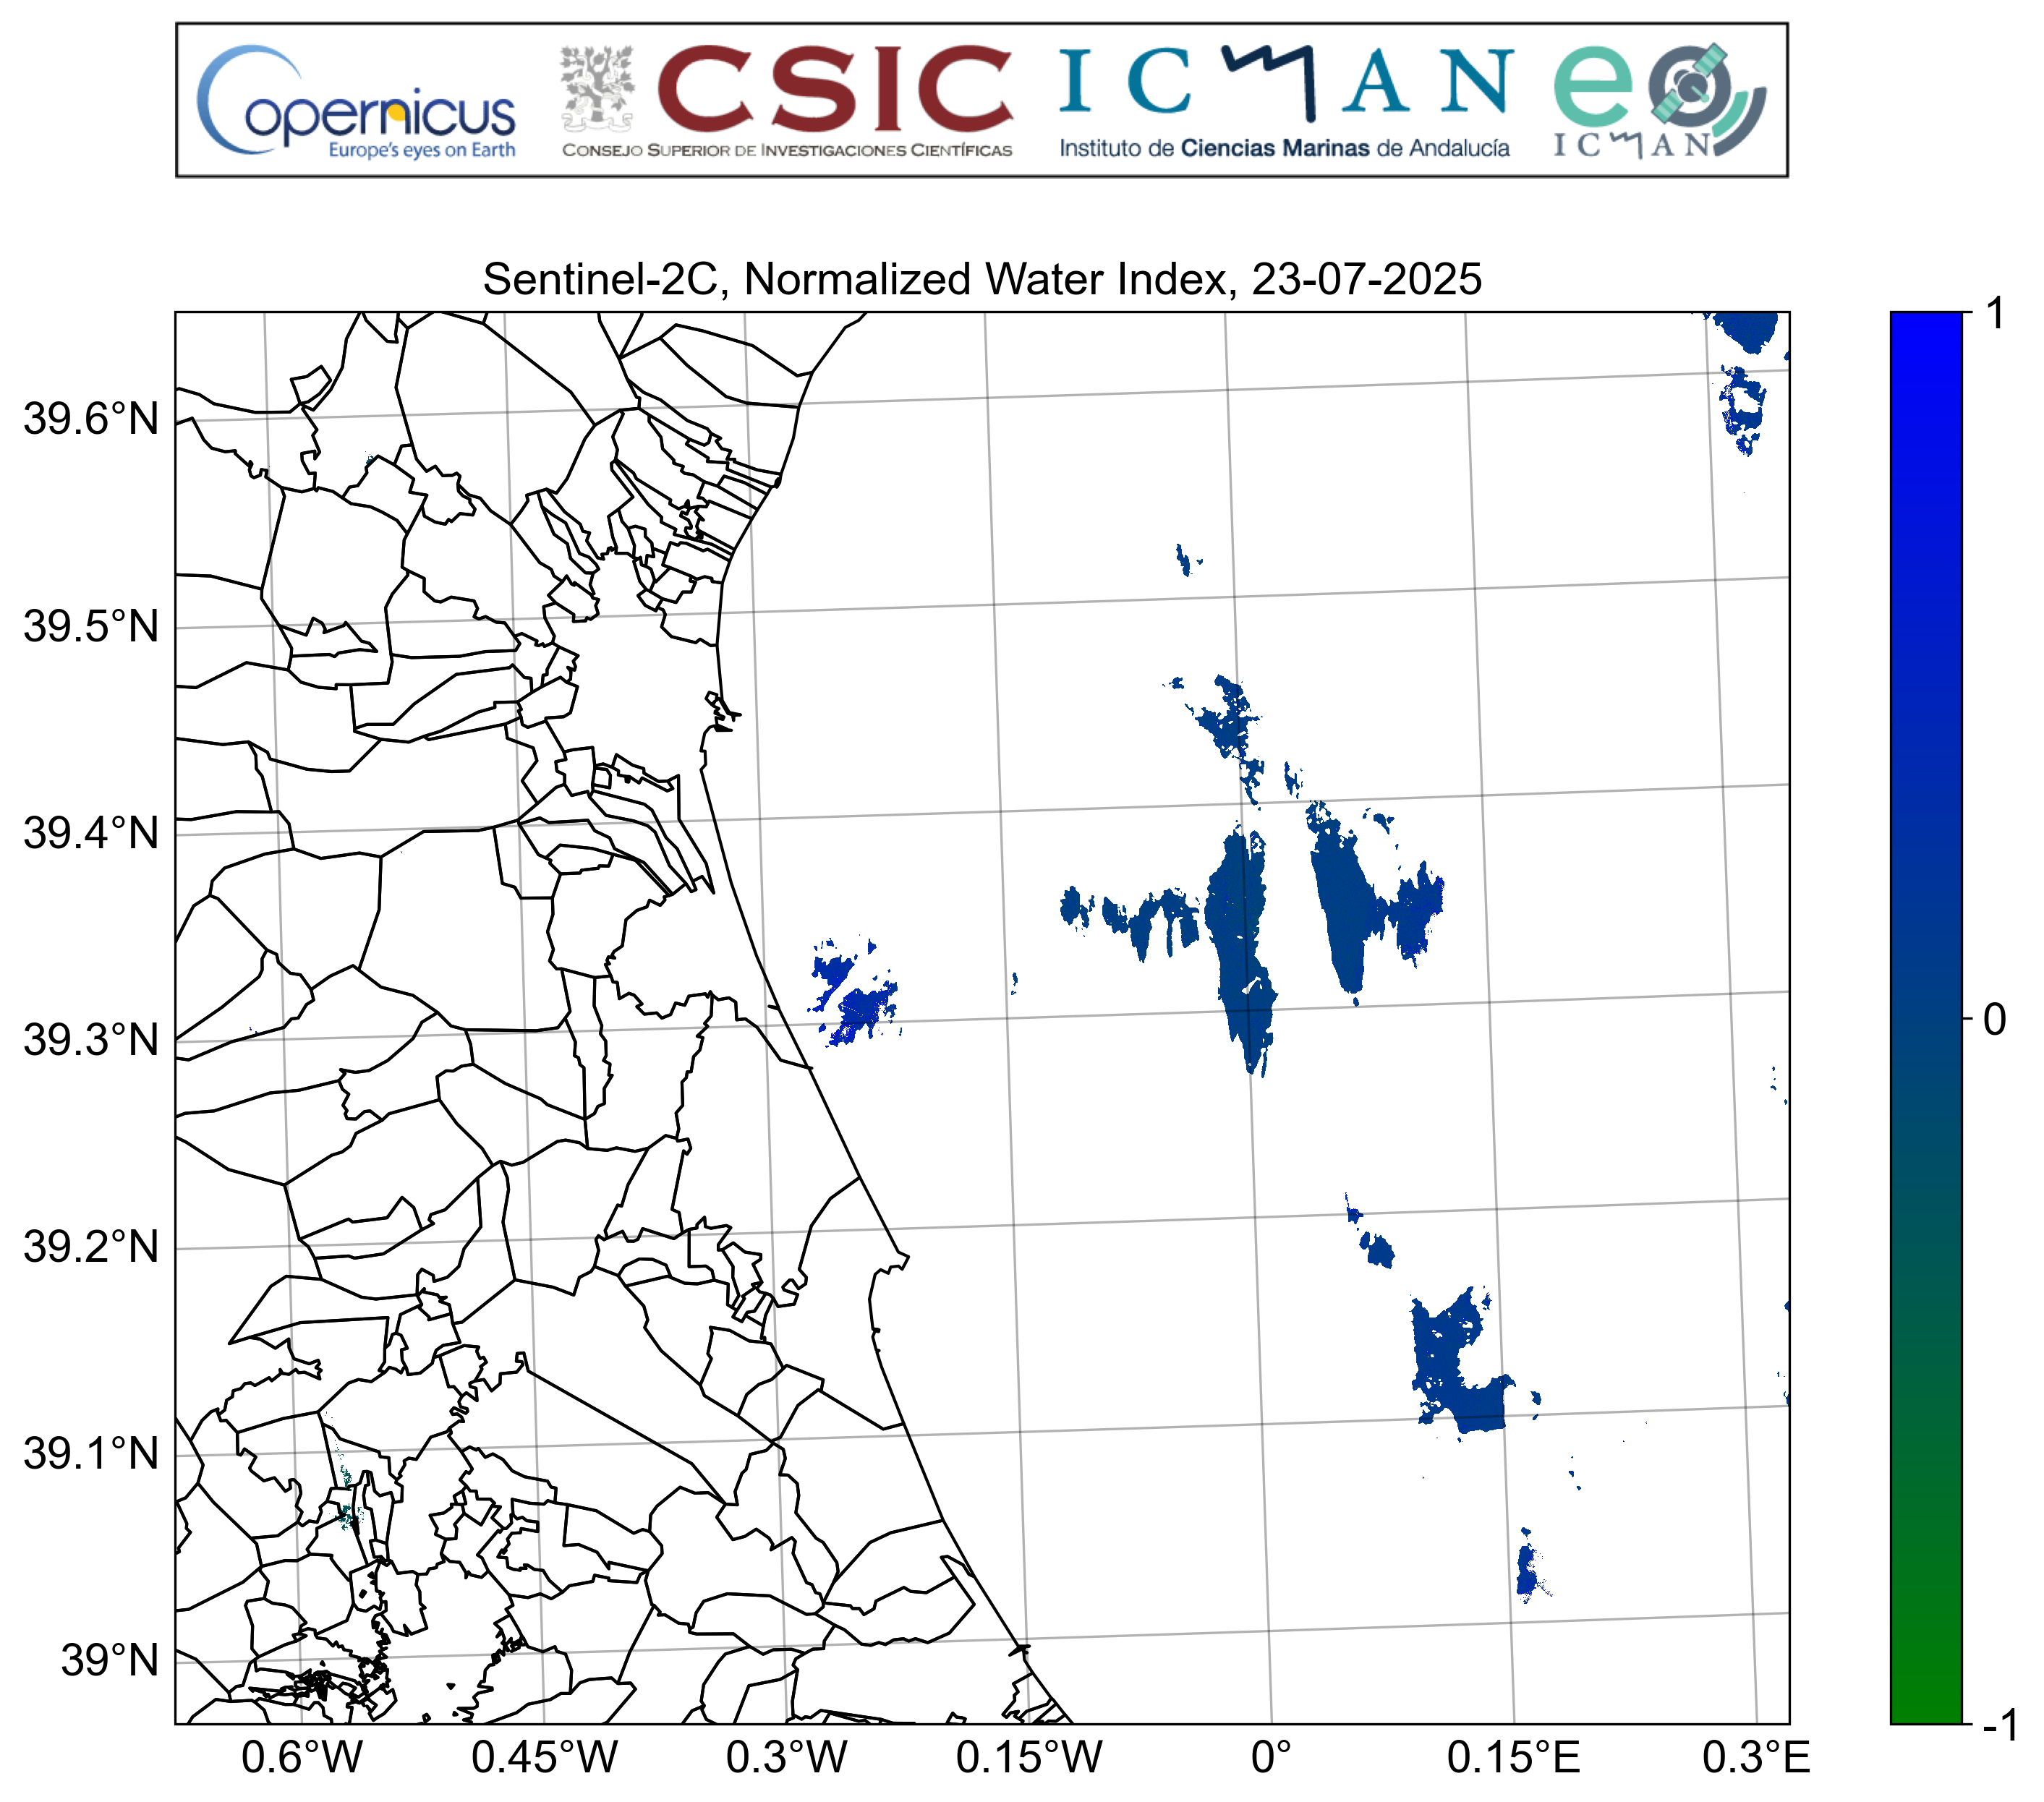 Copernicus
Europe's eyes on Earth
CSIC
CONSEJO SUPERIOR DE INVESTIGACIONES CIENTÍFICAS
ICMAN
Instituto de Ciencias Marinas de Andalucía
eo
ICMAN
Sentinel-2C, Normalized Water Index, 23-07-2025
39.6°N
39.5°N
39.4°N
39.3°N
39.2°N
39.1°N
39°N
0.6°W
0.45°W
0.3°W
0.15°W
0°
0.15°E
0.3°E
1
0
-1